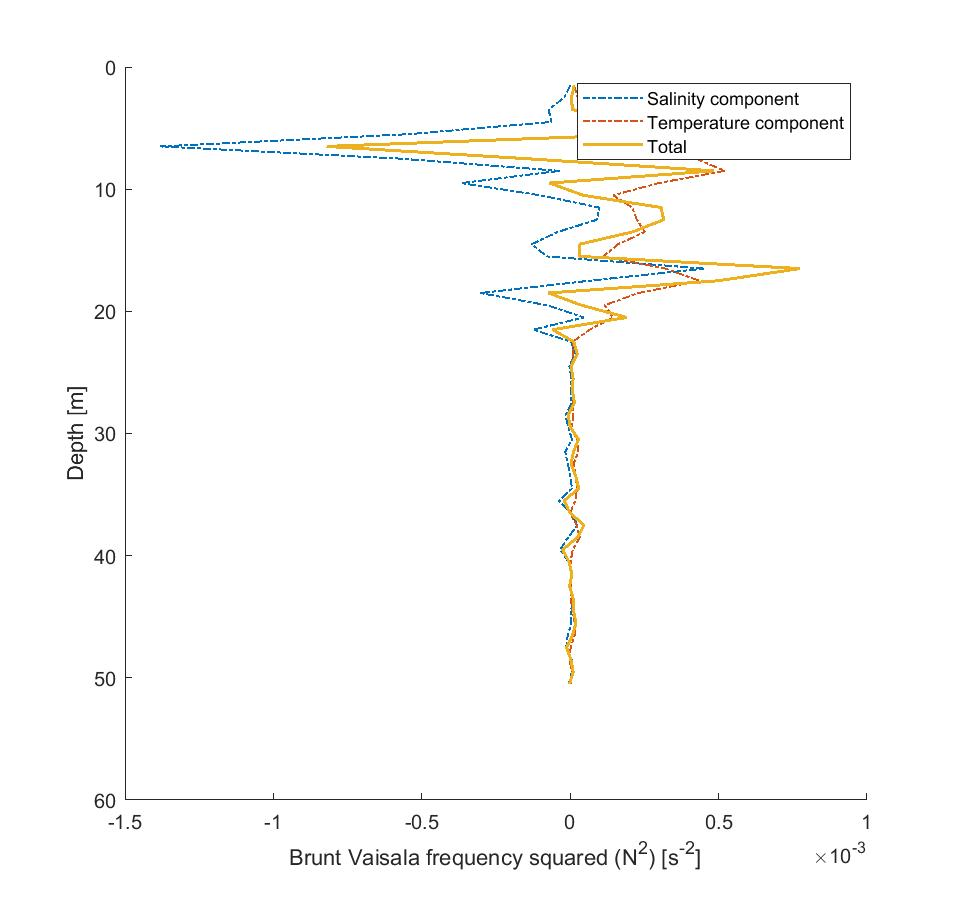 0
Salinity component
Temperature component
Total
10
20
30
40
50
60
Depth [m]
-1.5 -1 -0.5 0 0.5 1
×10-3
Brunt Vaisala frequency squared (N2) [s-2]